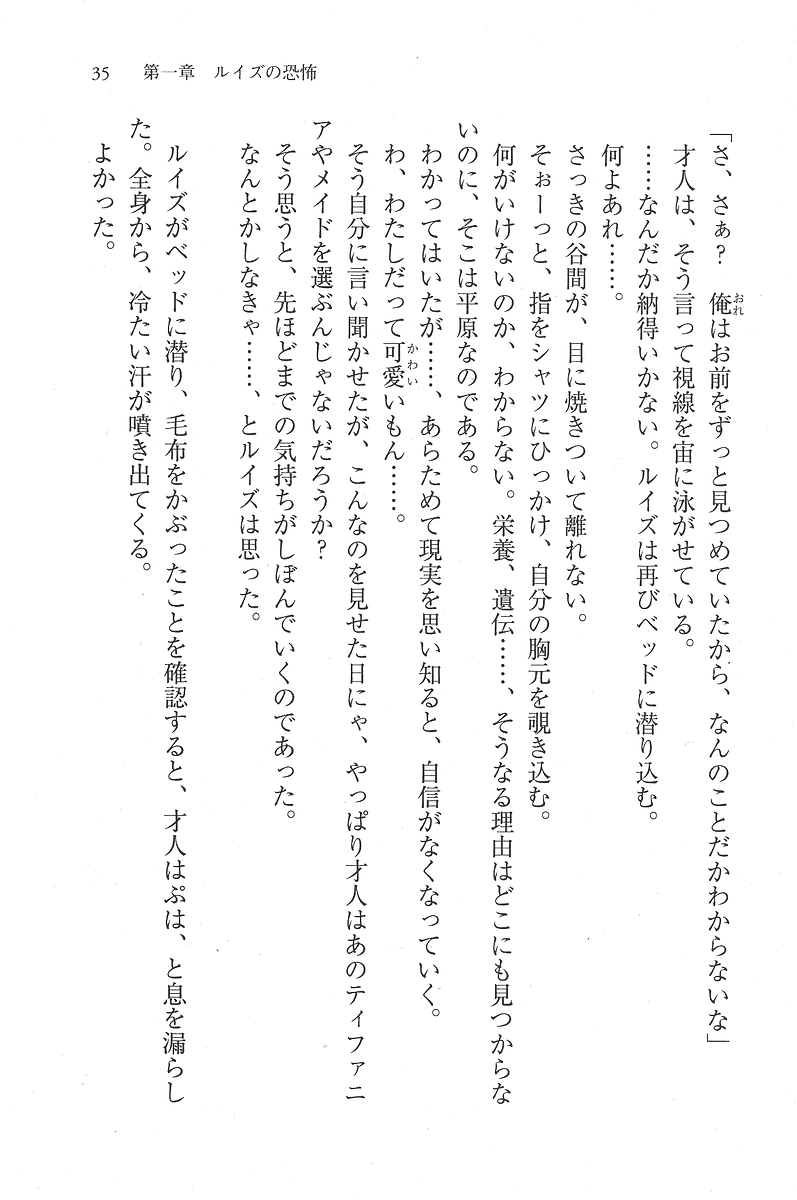 35　第一章　ルイズの恐怖
「さ、さぁ？　俺はお前をずっと見つめていたから、なんのことだかわからないな」
おれ
才人は、そう言って視線を宙に泳がせている。
……なんだか納得いかない。ルイズは再びベッドに潜り込む。
何よあれ……。
さっきの谷間が、目に焼きついて離れない。
そぉーっと、指をシャツにひっかけ、自分の胸元を覗き込む。
何がいけないのか、わからない。栄養、遺伝……、そうなる理由はどこにも見つからな
いのに、そこは平原なのである。
わかってはいたが……、あらためて現実を思い知ると、自信がなくなっていく。
わ、わたしだって可愛いもん……。
かわい
そう自分に言い聞かせたが、こんなのを見せた日にゃ、やっぱり才人はあのティファニ
アやメイドを選ぶんじゃないだろうか？
そう思うと、先ほどまでの気持ちがしぼんでいくのであった。
なんとかしなきゃ……、とルイズは思った。
ルイズがベッドに潜り、毛布をかぶったことを確認すると、才人はぷは、と息を漏らし
た。全身から、冷たい汗が噴き出てくる。
よかった。